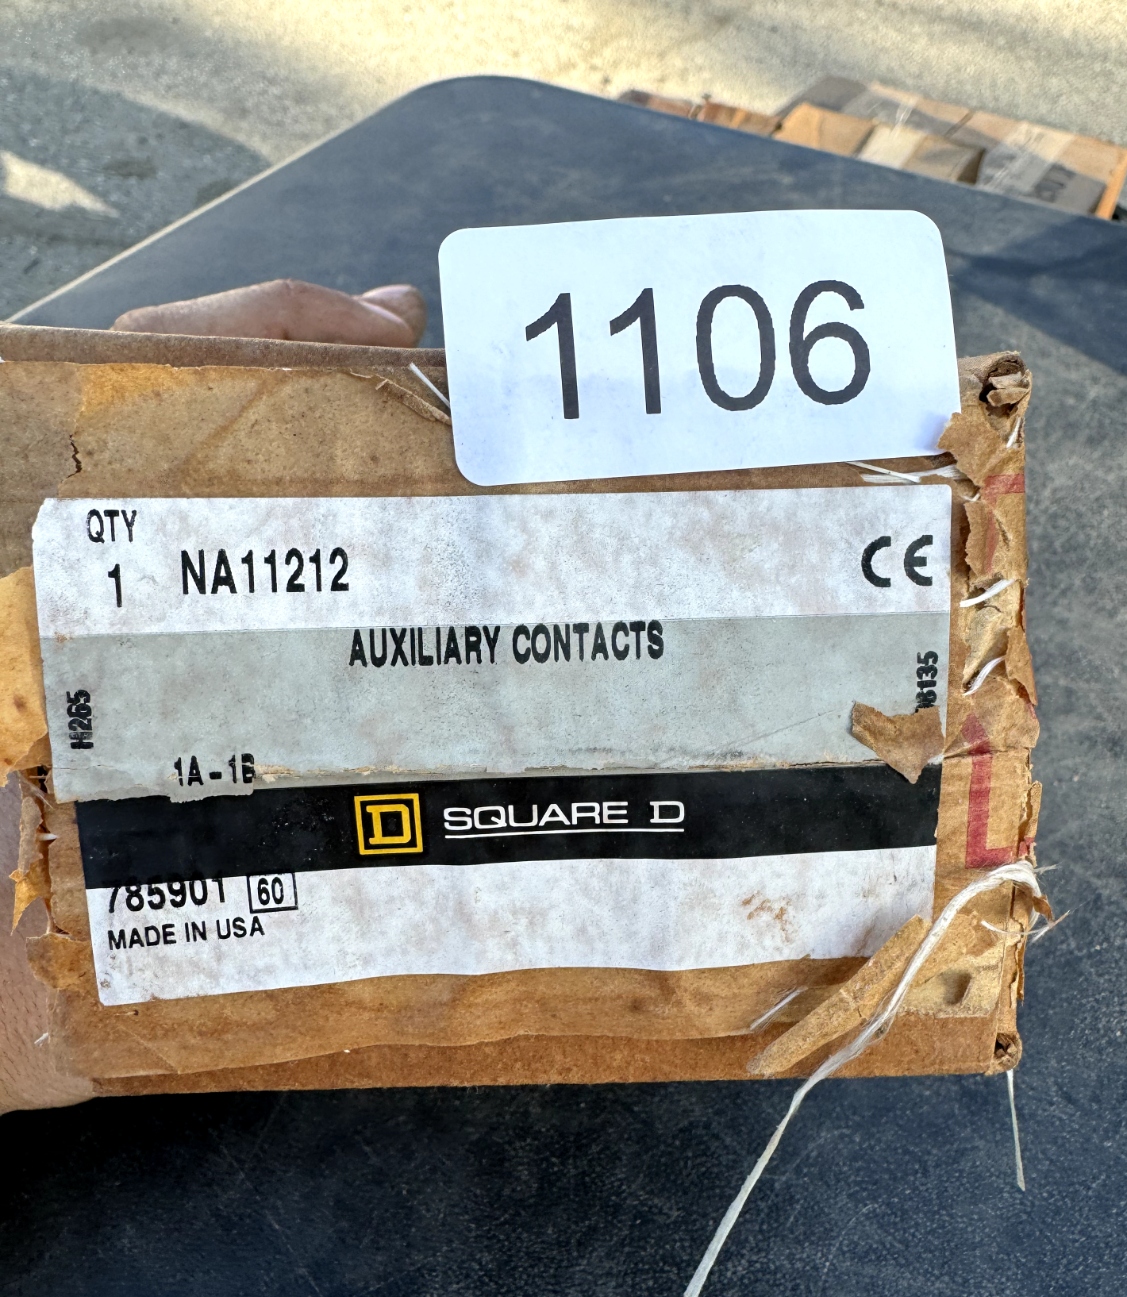 1106
QTY
1 NA11212
CE
AUXILIARY CONTACTS
H265
1A-1B
D SQUARE D
785901 60
MADE IN USA